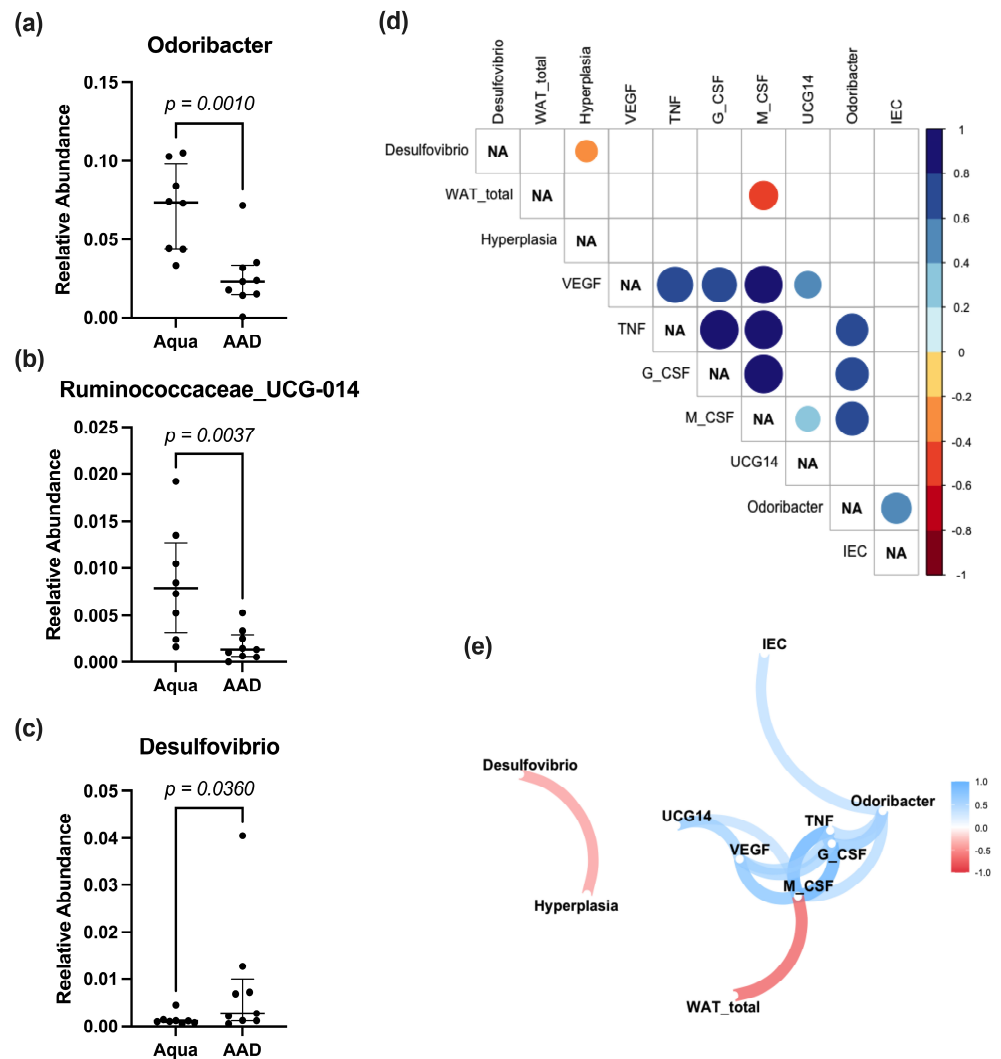 (a)
Odoribacter
p = 0.0010
Reelative Abundance
0.15
0.10
0.05
0.00
Aqua AAD
(b)
Ruminococcaceae_UCG-014
p = 0.0037
Reelative Abundance
0.025
0.020
0.015
0.010
0.005
0.000
Aqua AAD
(c)
Desulfovibrio
p = 0.0360
Reelative Abundance
0.05
0.04
0.03
0.02
0.01
0.00
Aqua AAD
(d)
Desulfovibrio WAT_total Hyperplasia VEGF TNF G_CSF M_CSF UCG14 Odoribacter IEC
Desulfovibrio NA
WAT_total NA
Hyperplasia NA
VEGF NA
TNF NA
G_CSF NA
M_CSF NA
UCG14 NA
Odoribacter NA
IEC NA
1
0.8
0.6
0.4
0.2
0
-0.2
-0.4
-0.6
-0.8
-1
(e)
IEC
Desulfovibrio
Odoribacter
UCG14
TNF
VEGF
G_CSF
M_CSF
Hyperplasia
WAT_total
1.0
0.5
0.0
-0.5
-1.0